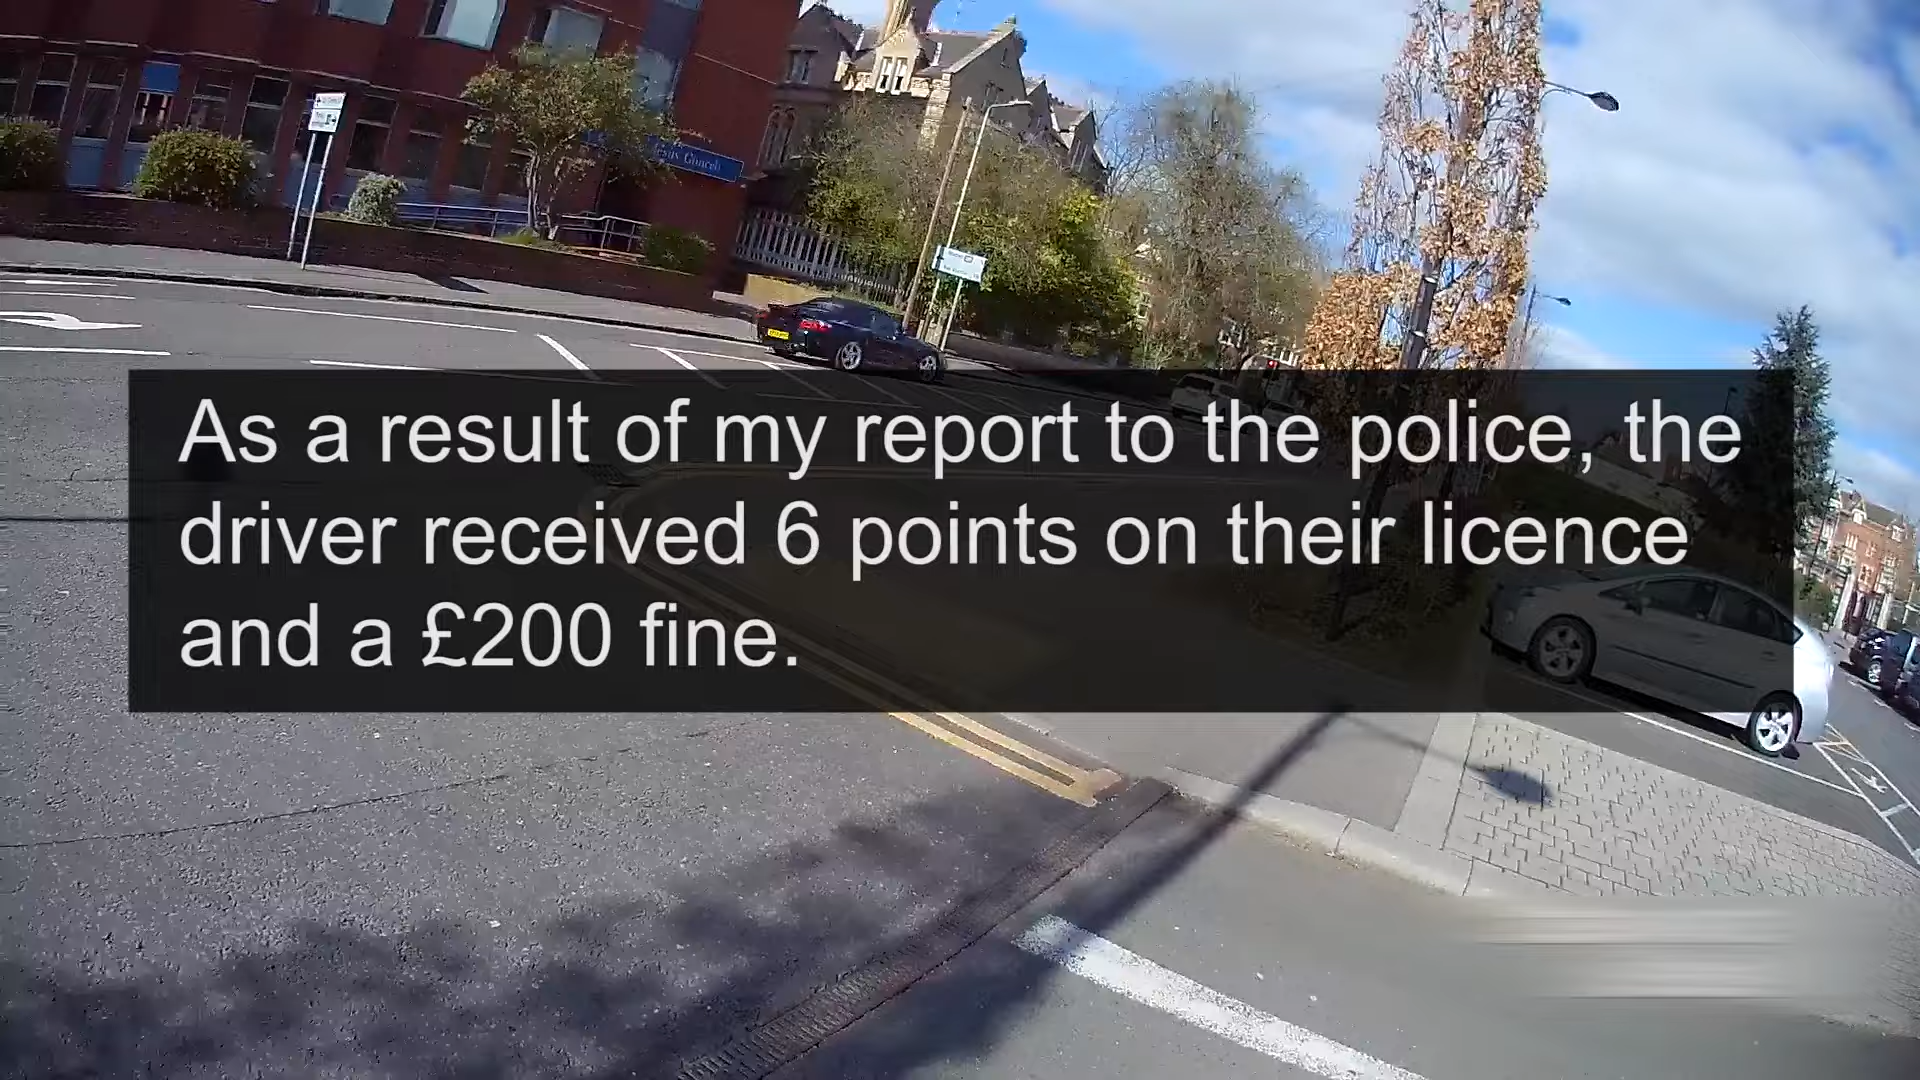 As a result of my report to the police, the
driver received 6 points on their licence
and a £200 fine.